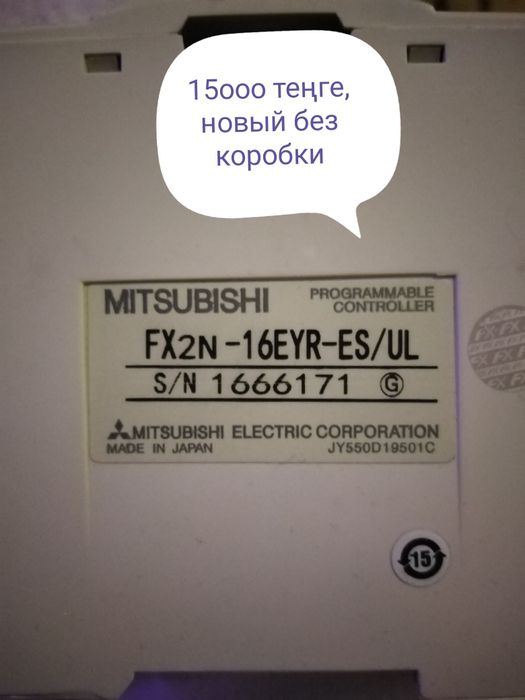 15ооо теңге,
новый без
коробки
MITSUBISHI
PROGRAMMABLE
CONTROLLER
FX2N-16EYR-ES/UL
S/N 1666171 G
MITSUBISHI ELECTRIC CORPORATION
MADE IN JAPAN JY550D19501C
15